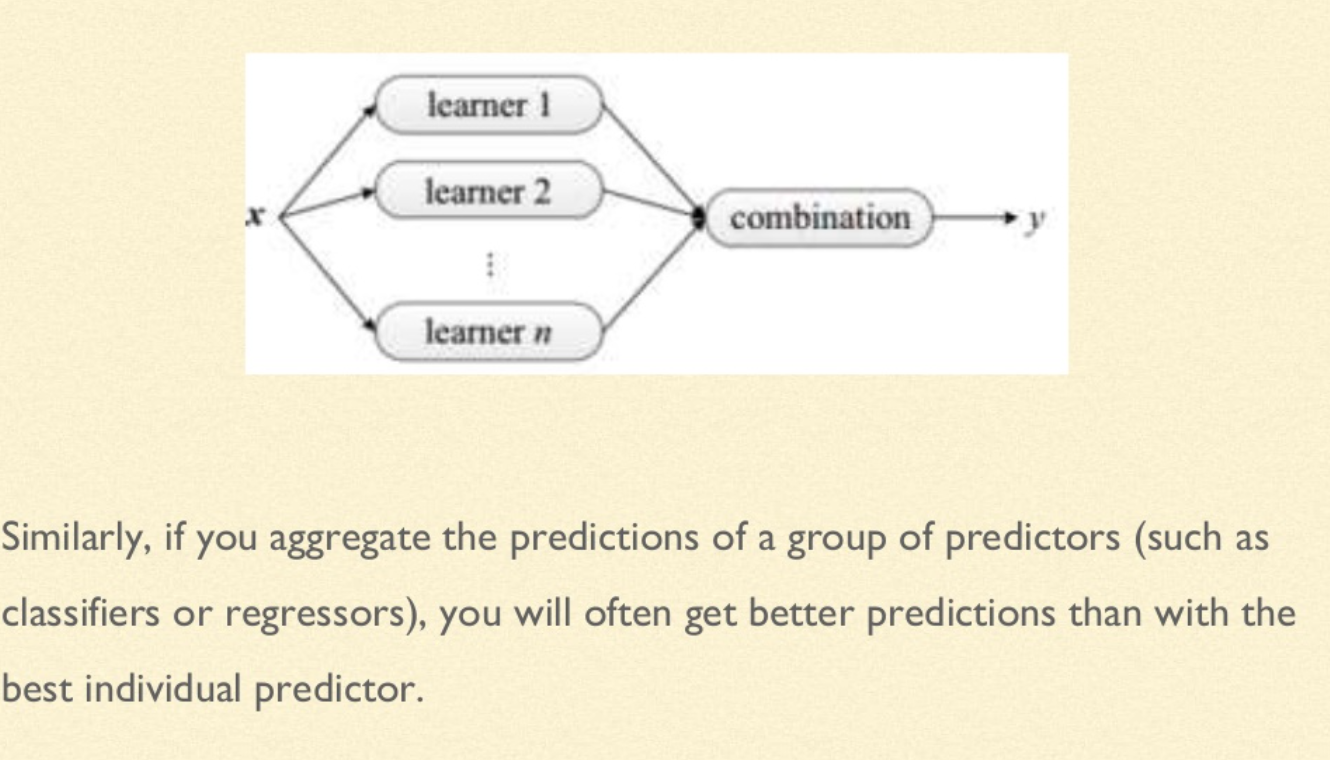 learner 1
learner 2
x
combination
y
⋮
learner n
Similarly, if you aggregate the predictions of a group of predictors (such as
classifiers or regressors), you will often get better predictions than with the
best individual predictor.